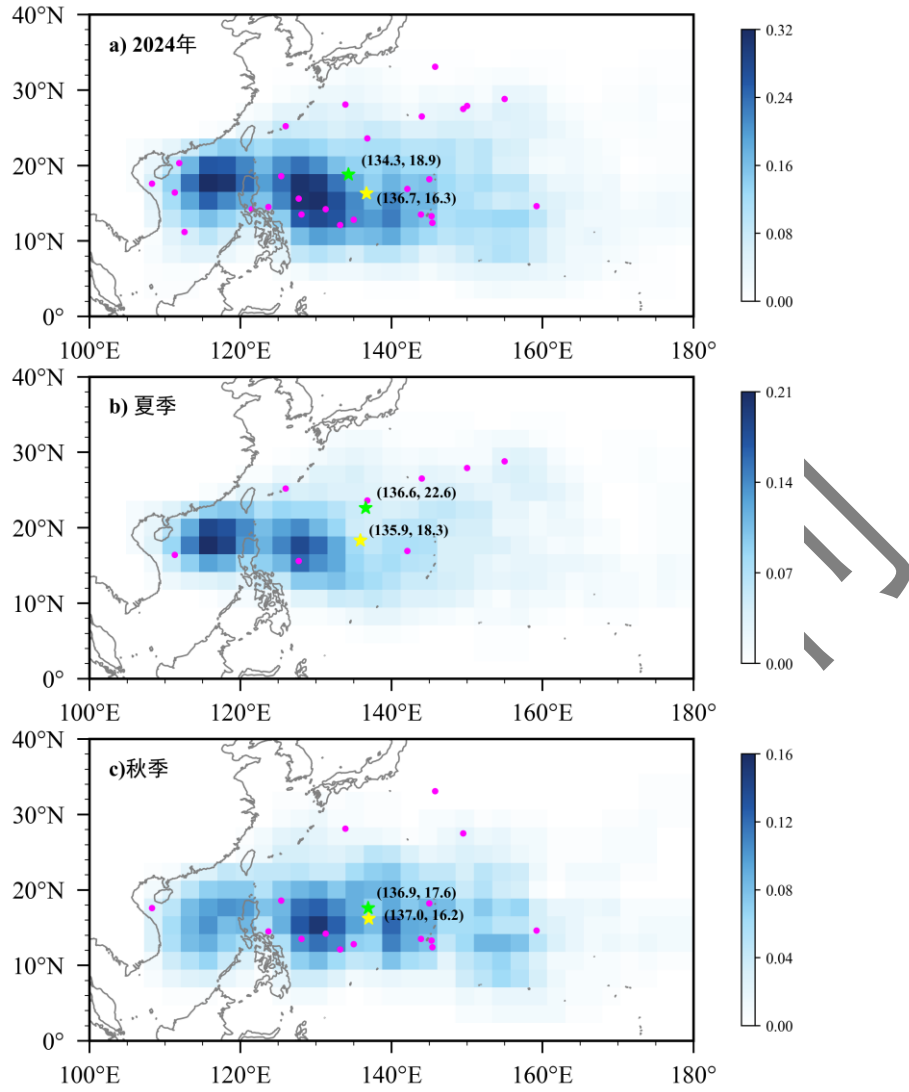 40°N
a) 2024年
30°N
20°N
10°N
0°
100°E 120°E 140°E 160°E 180°
(134.3, 18.9)
(136.7, 16.3)
0.32
0.24
0.16
0.08
0.00
40°N
b) 夏季
30°N
20°N
10°N
0°
100°E 120°E 140°E 160°E 180°
(136.6, 22.6)
(135.9, 18.3)
0.21
0.14
0.07
0.00
40°N
c)秋季
30°N
20°N
10°N
0°
100°E 120°E 140°E 160°E 180°
(136.9, 17.6)
(137.0, 16.2)
0.16
0.12
0.08
0.04
0.00